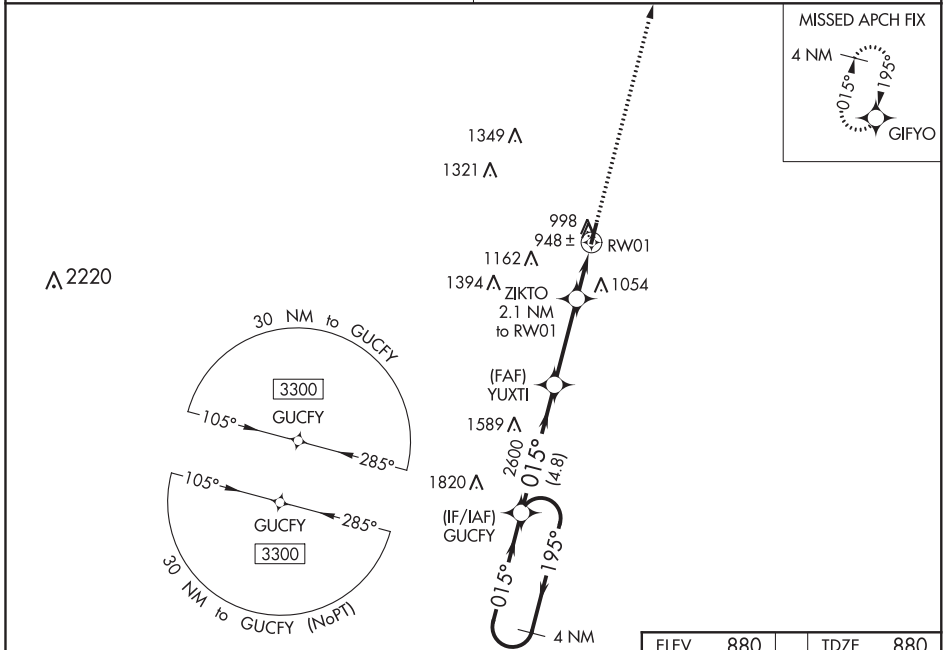 MISSED APCH FIX
4 NM
015°
195°
GIFYO
1349
1321
998
948 ±
RW01
1162
2220
1394
ZIKTO
2.1 NM
to RW01
1054
30 NM to GUCFY
3300
GUCFY
105°
285°
(FAF)
YUXTI
1589
2600
015°
(4.8)
1820
(IF/IAF)
GUCFY
105°
285°
GUCFY
3300
30 NM to GUCFY (NoPT)
015°
195°
4 NM
ELEV 880 TDZE 880